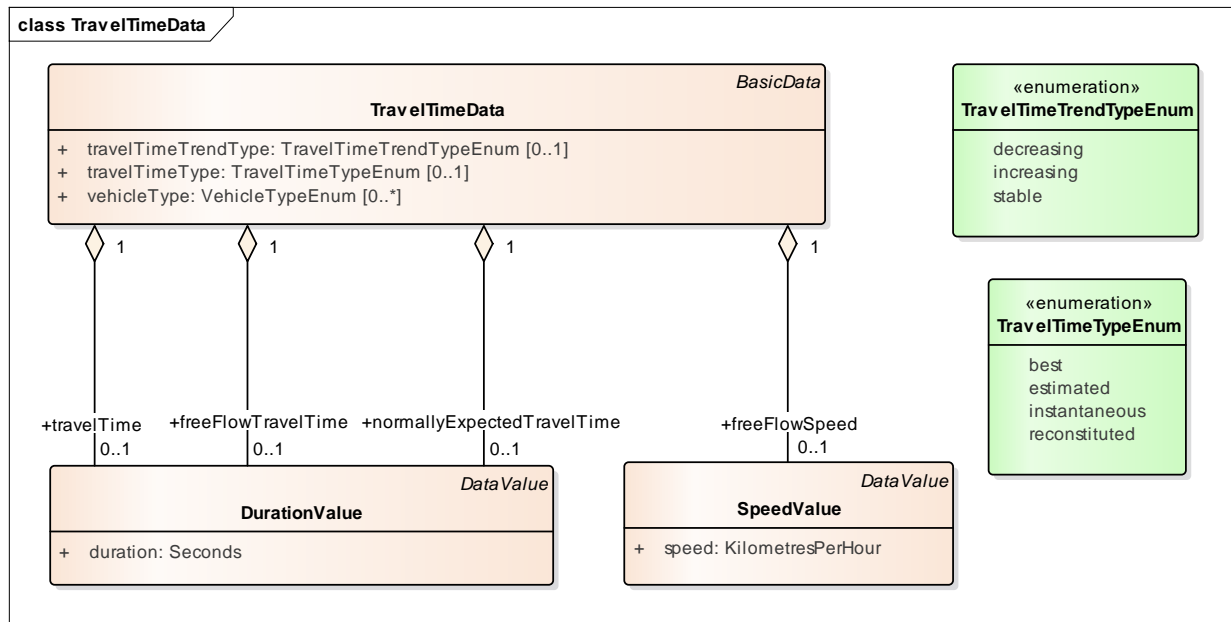 class TravelTimeData
BasicData
TravelTimeData
+ travelTimeTrendType: TravelTimeTrendTypeEnum [0..1]
+ travelTimeType: TravelTimeTypeEnum [0..1]
+ vehicleType: VehicleTypeEnum [0..*]
«enumeration»
TravelTimeTrendTypeEnum
decreasing
increasing
stable
1 1 1 1
«enumeration»
TravelTimeTypeEnum
best
estimated
instantaneous
reconstituted
+travelTime +freeFlowTravelTime +normallyExpectedTravelTime +freeFlowSpeed
0..1 0..1 0..1 0..1
DataValue
DurationValue
+ duration: Seconds
DataValue
SpeedValue
+ speed: KilometresPerHour